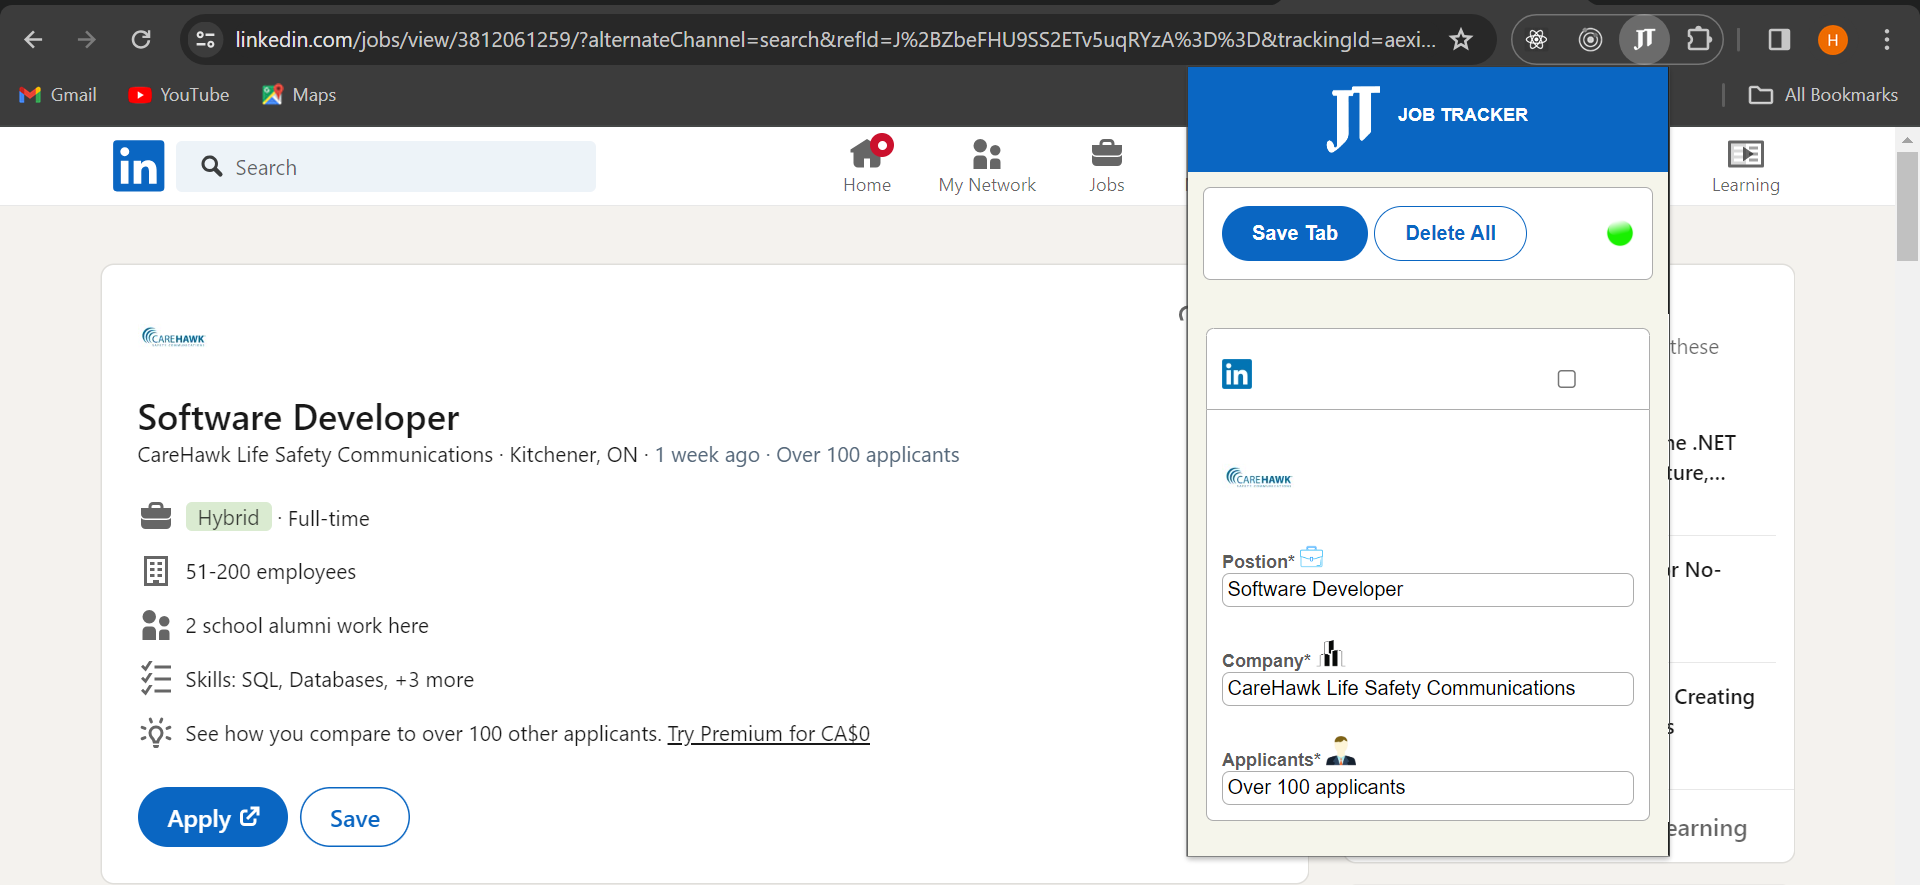 linkedin.com/jobs/view/3812061259/?alternateChannel=search&refId=J%2BZbeFHU9SS2ETv5uqRYzA%3D%3D&trackingId=aexi...
JT
H
Gmail
YouTube
Maps
All Bookmarks
JT JOB TRACKER
in
Search
Home
My Network
Jobs
Learning
Save Tab
Delete All
CAREHAWK
Software Developer
CareHawk Life Safety Communications · Kitchener, ON · 1 week ago · Over 100 applicants
Hybrid · Full-time
51-200 employees
2 school alumni work here
Skills: SQL, Databases, +3 more
See how you compare to over 100 other applicants. Try Premium for CA$0
Apply
Save
in
CAREHAWK
Postion*
Software Developer
Company*
CareHawk Life Safety Communications
Applicants*
Over 100 applicants
these
.NET
No-
Creating